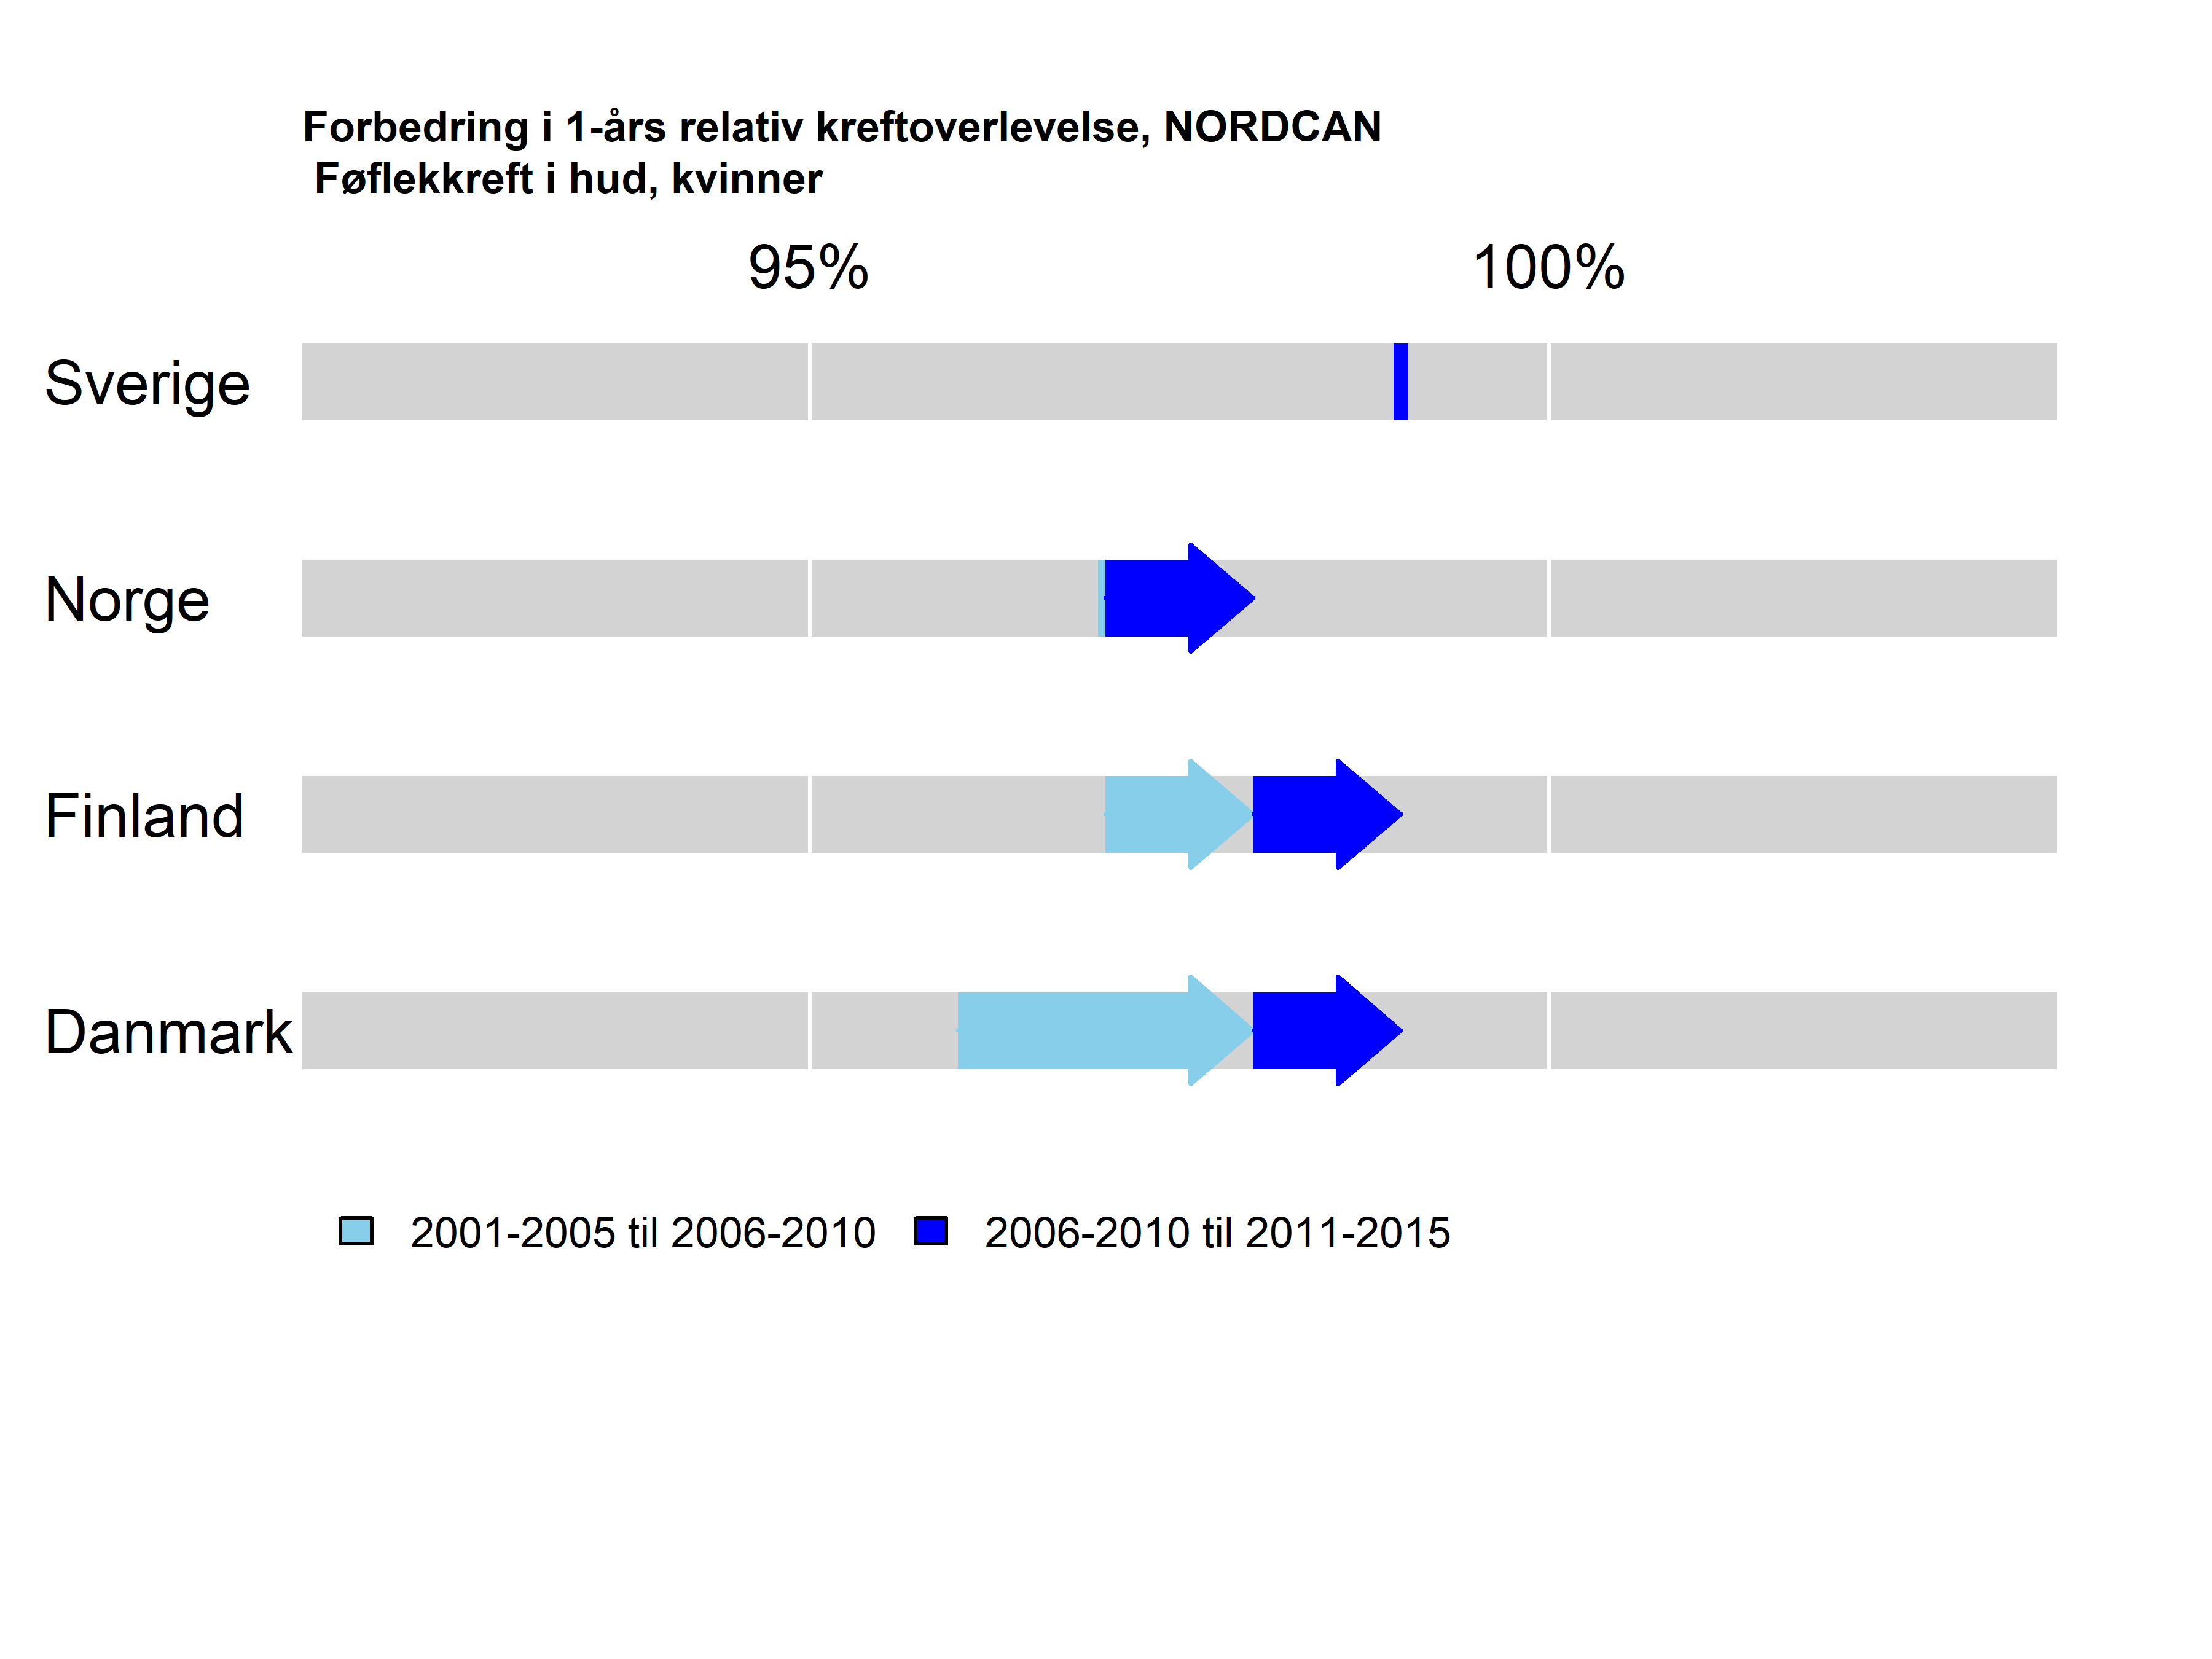 Forbedring i 1-års relativ kreftoverlevelse, NORDCAN
Føflekkreft i hud, kvinner
95% 100%
Sverige
Norge
Finland
Danmark
2001-2005 til 2006-2010 2006-2010 til 2011-2015